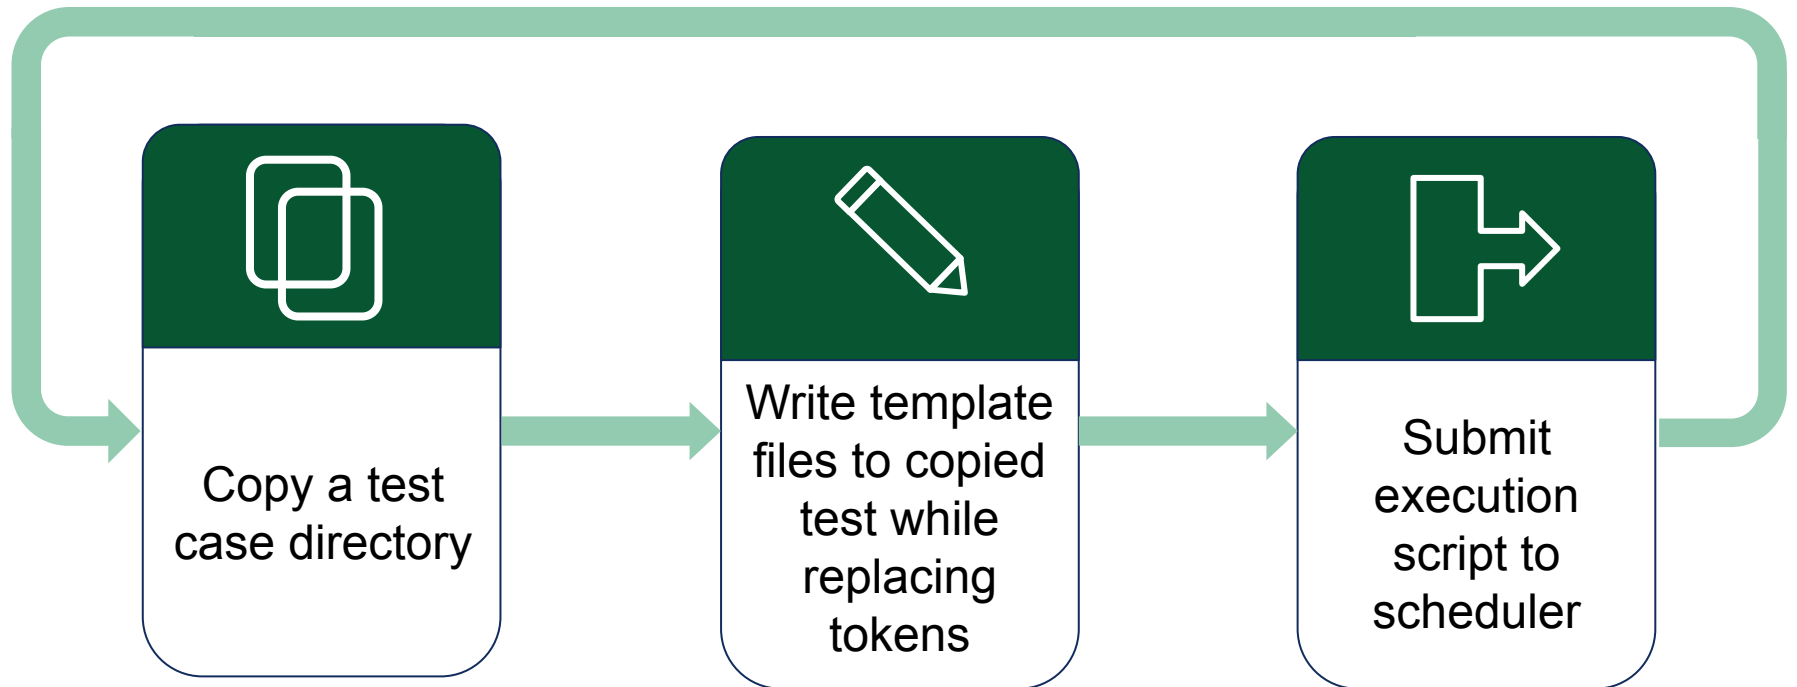 Copy a test
case directory
Write template
files to copied
test while
replacing
tokens
Submit
execution
script to
scheduler